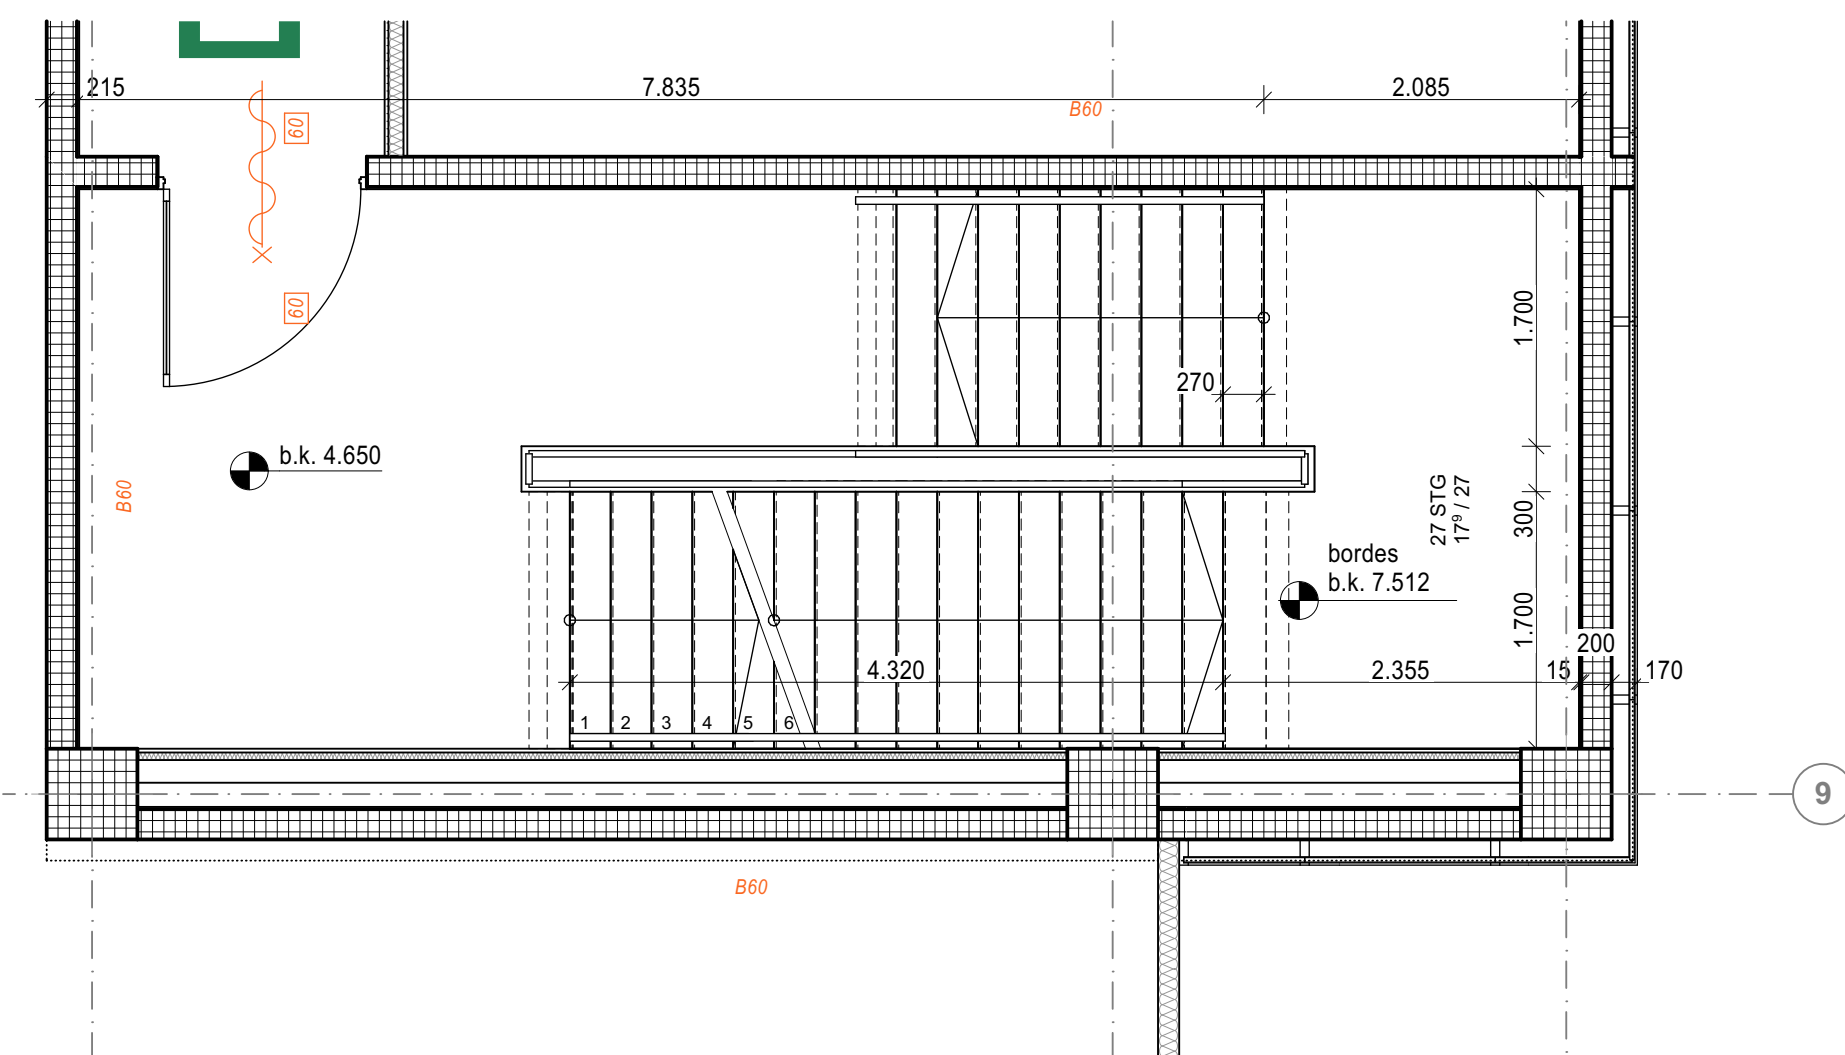 215
7.835
2.085
B60
60
60
1.700
270
b.k. 4.650
B60
27 STG
17⁹ / 27
300
bordes
b.k. 7.512
1.700
200
4.320
2.355
15
170
1 2 3 4 5 6
9
B60